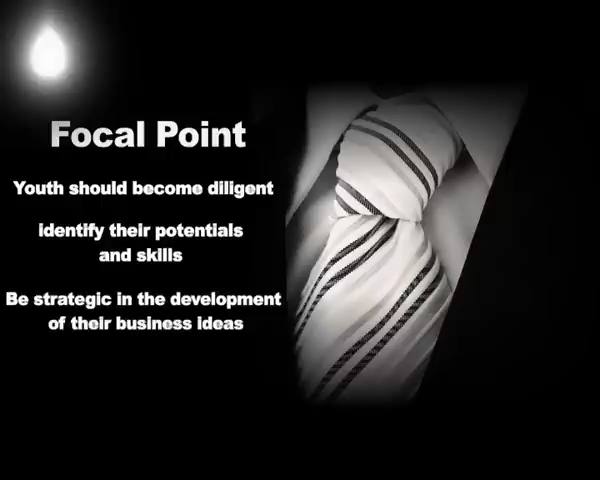 Focal Point
Youth should become diligent
identify their potentials
and skills
Be strategic in the development
of their business ideas